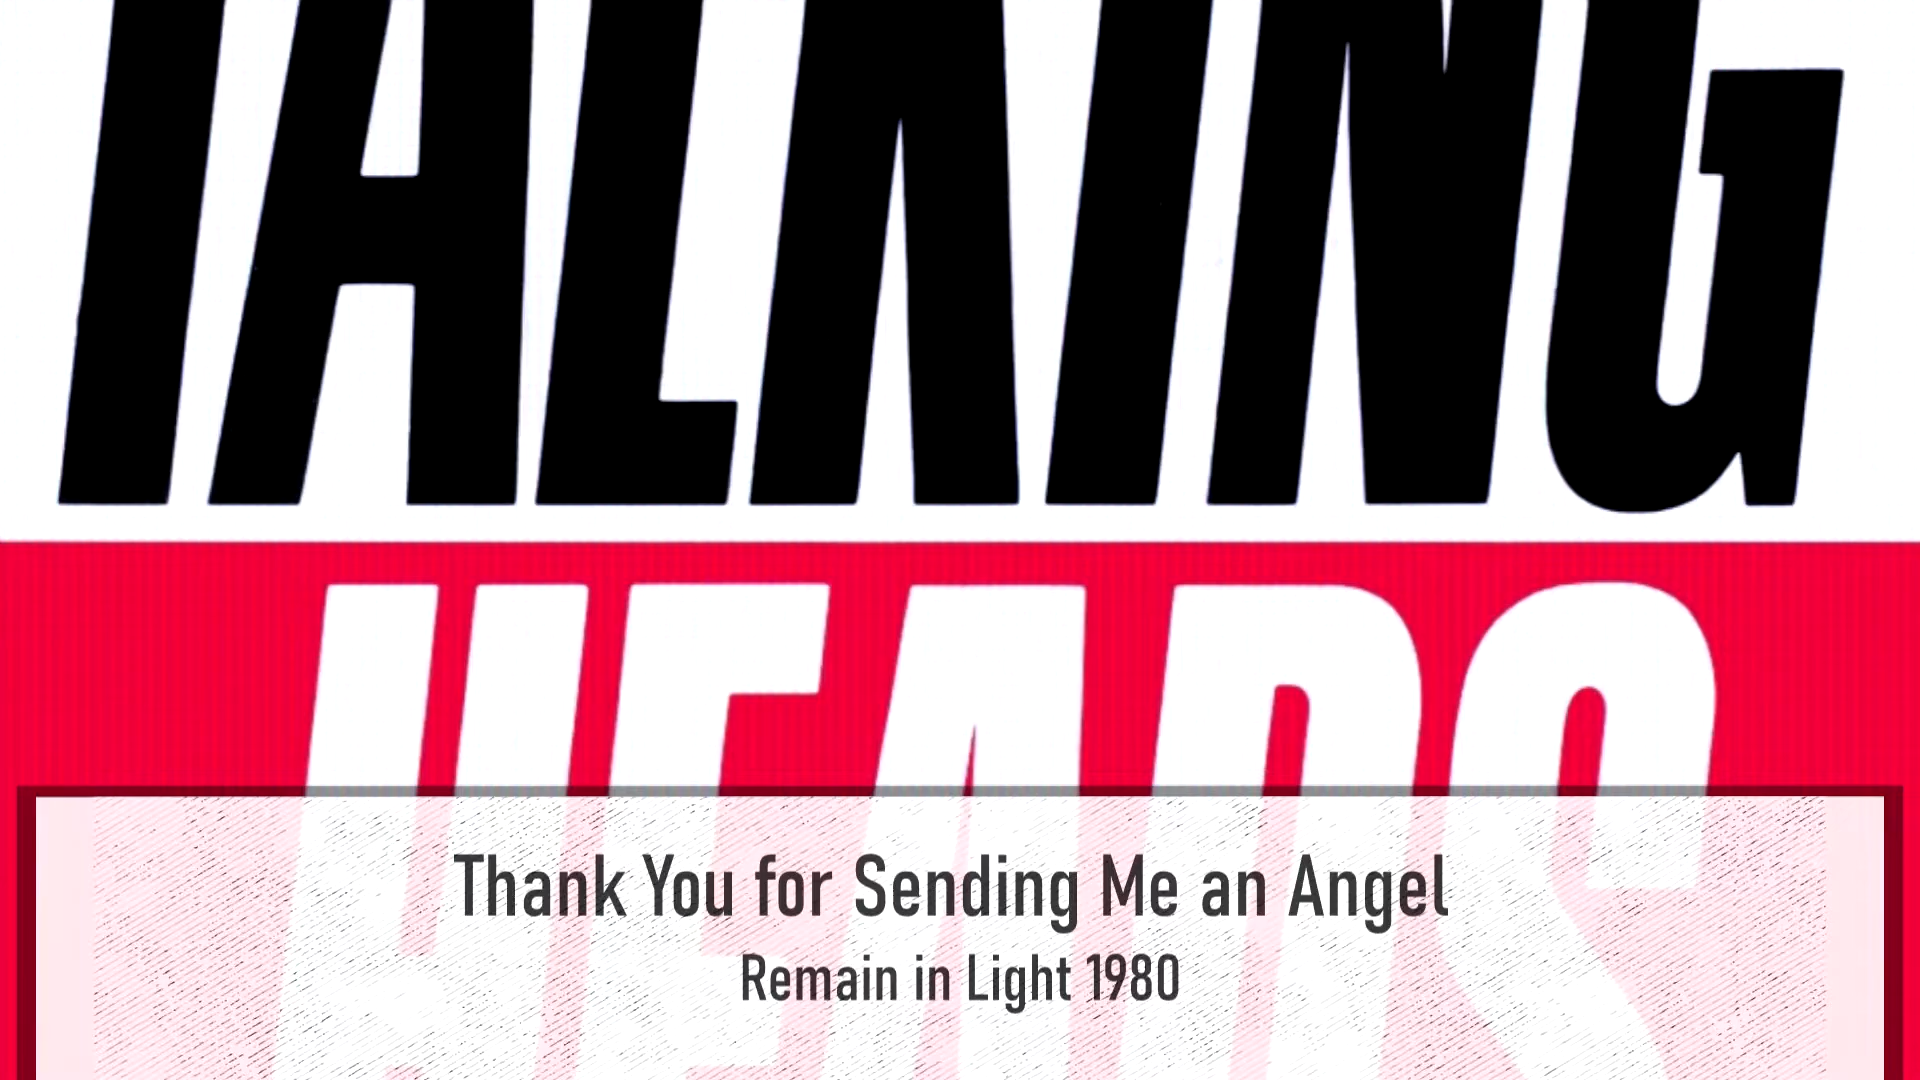 TALKING
HEADS
Thank You for Sending Me an Angel
Remain in Light 1980